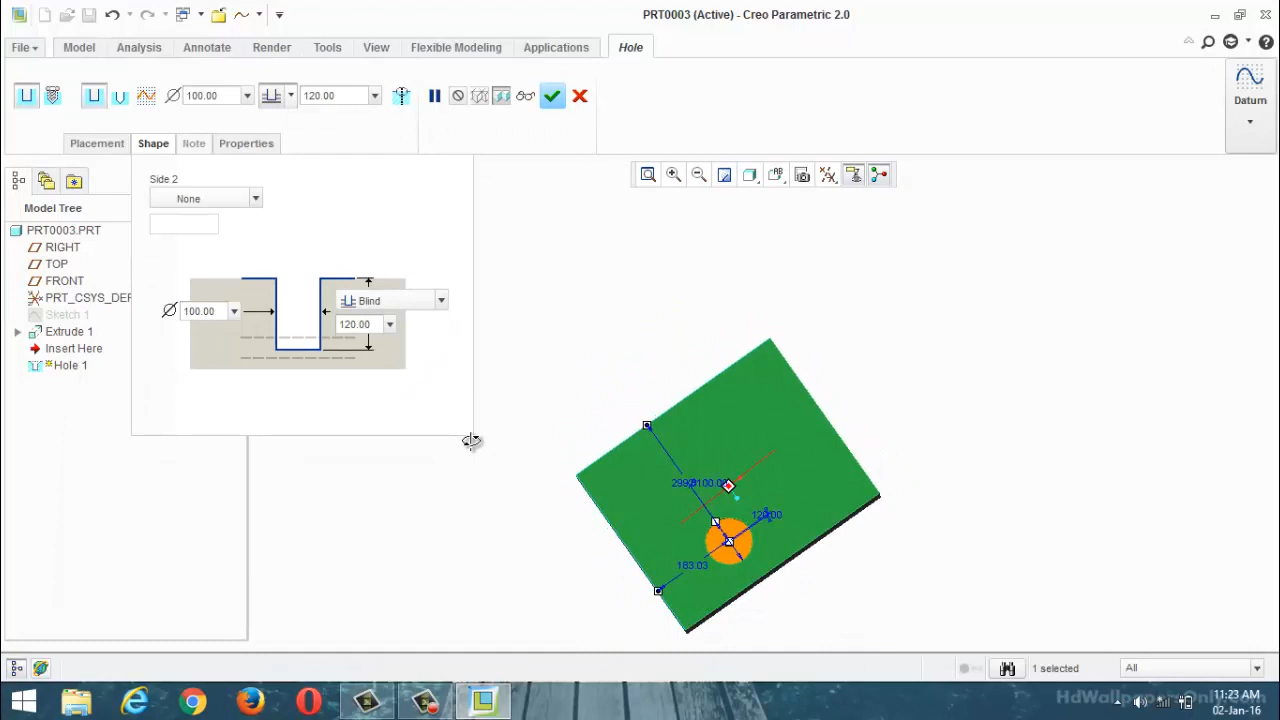 PRT0003 (Active) - Creo Parametric 2.0
File Model Analysis Annotate Render Tools View Flexible Modeling Applications Hole
100.00 120.00
Datum
Placement Shape Note Properties
Side 2
None
Model Tree
PRT0003.PRT
RIGHT
TOP
FRONT
PRT_CSYS_DEF
Sketch 1
Extrude 1
Insert Here
Hole 1
Blind
100.00
120.00
183.03
1 selected All
HdWallpapersOnly.com
11:23 AM
02-Jan-16